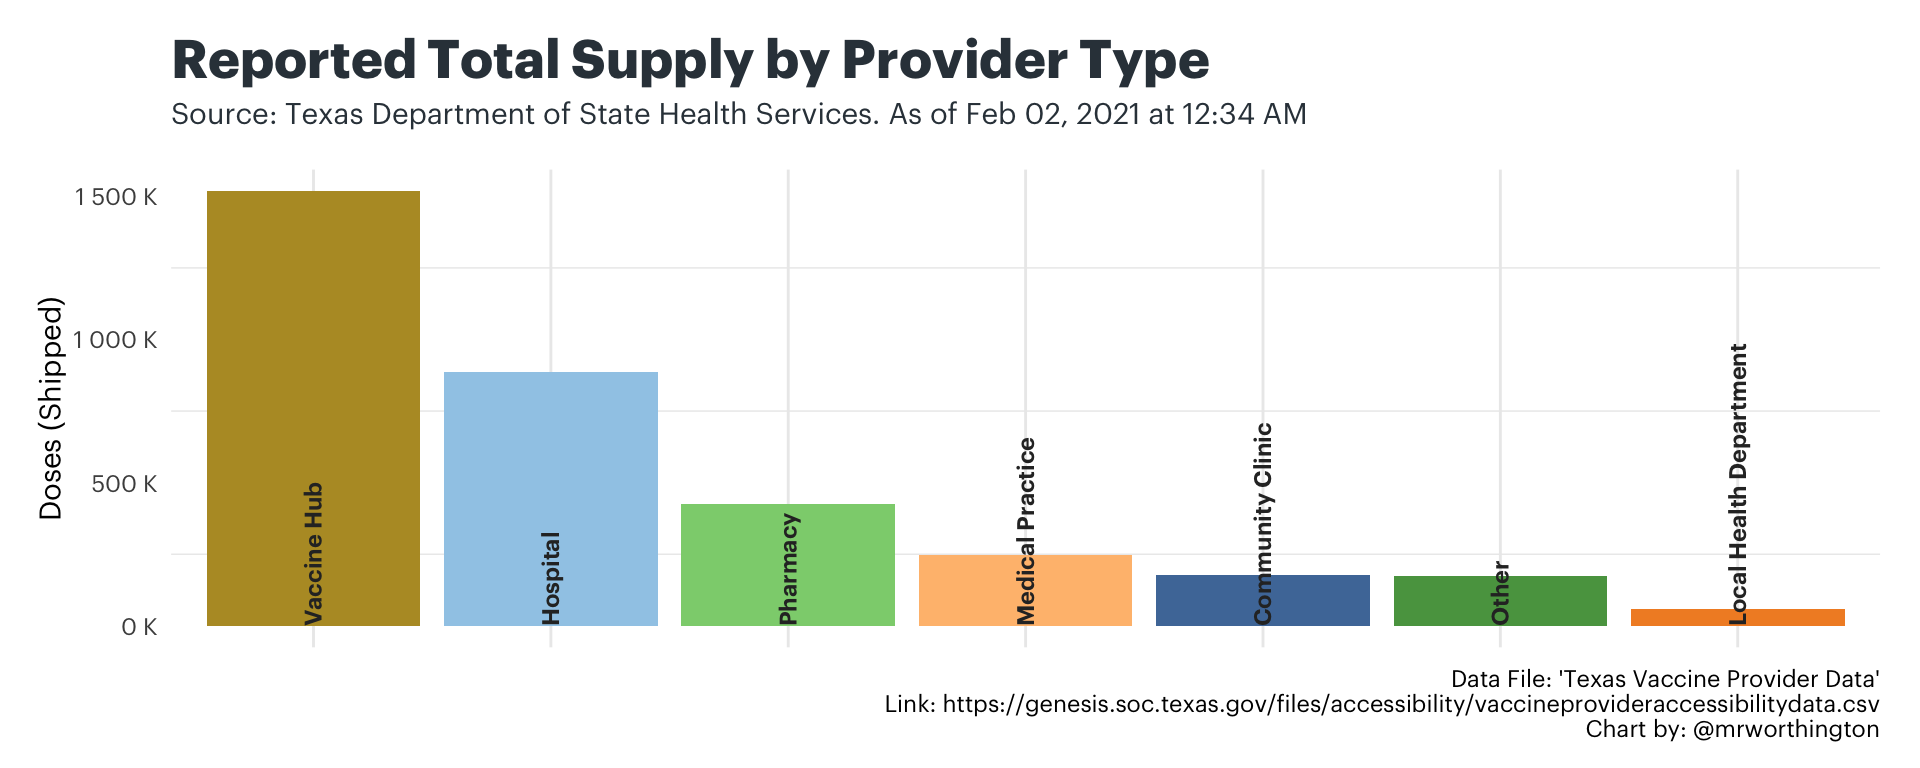 Reported Total Supply by Provider Type
Source: Texas Department of State Health Services. As of Feb 02, 2021 at 12:34 AM
Doses (Shipped)
1 500 K
1 000 K
500 K
0 K
Vaccine Hub
Hospital
Pharmacy
Medical Practice
Community Clinic
Other
Local Health Department
Data File: 'Texas Vaccine Provider Data'
Link: https://genesis.soc.texas.gov/files/accessibility/vaccineprovideraccessibilitydata.csv
Chart by: @mrworthington